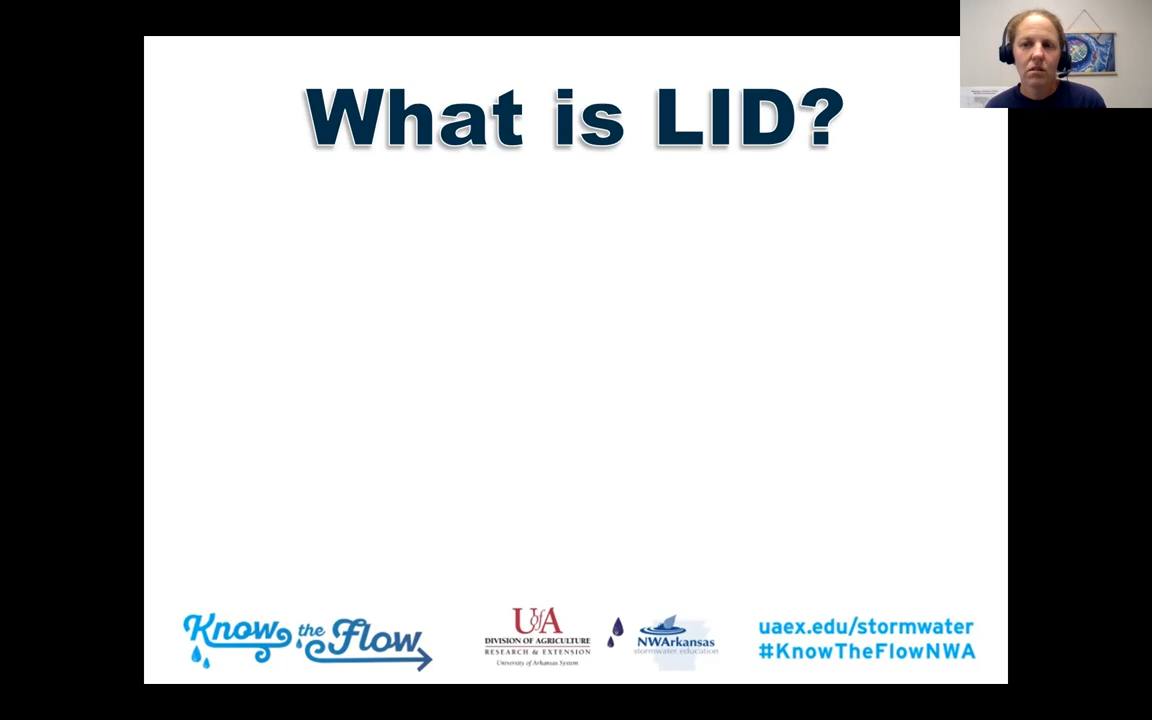 What is LID?
Know the Flow
UofA
DIVISION OF AGRICULTURE
RESEARCH & EXTENSION
University of Arkansas System
NWArkansas
stormwater education
uaex.edu/stormwater
#KnowTheFlowNWA